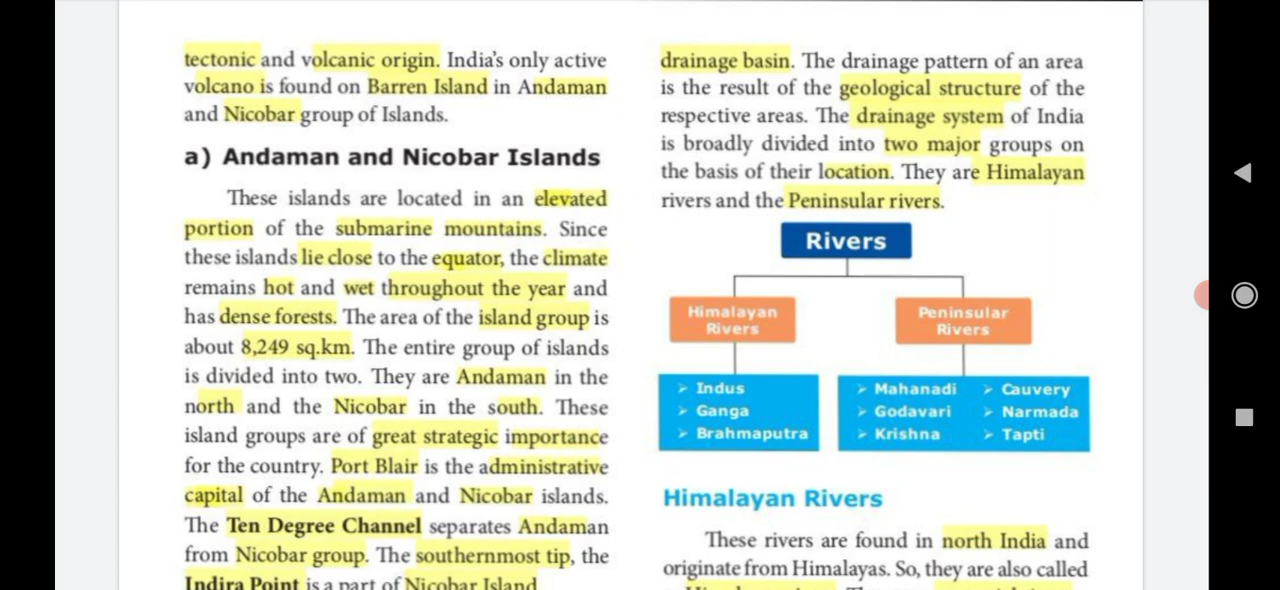 tectonic and volcanic origin. India's only active
volcano is found on Barren Island in Andaman
and Nicobar group of Islands.
a) Andaman and Nicobar Islands
These islands are located in an elevated
portion of the submarine mountains. Since
these islands lie close to the equator, the climate
remains hot and wet throughout the year and
has dense forests. The area of the island group is
about 8,249 sq.km. The entire group of islands
is divided into two. They are Andaman in the
north and the Nicobar in the south. These
island groups are of great strategic importance
for the country. Port Blair is the administrative
capital of the Andaman and Nicobar islands.
The Ten Degree Channel separates Andaman
from Nicobar group. The southernmost tip, the
Indira Point is a part of Nicobar Island
drainage basin. The drainage pattern of an area
is the result of the geological structure of the
respective areas. The drainage system of India
is broadly divided into two major groups on
the basis of their location. They are Himalayan
rivers and the Peninsular rivers.
Rivers
Himalayan
Rivers
➢ Indus
➢ Ganga
➢ Brahmaputra
Peninsular
Rivers
➢ Mahanadi
➢ Godavari
➢ Krishna
➢ Cauvery
➢ Narmada
➢ Tapti
Himalayan Rivers
These rivers are found in north India and
originate from Himalayas. So, they are also called